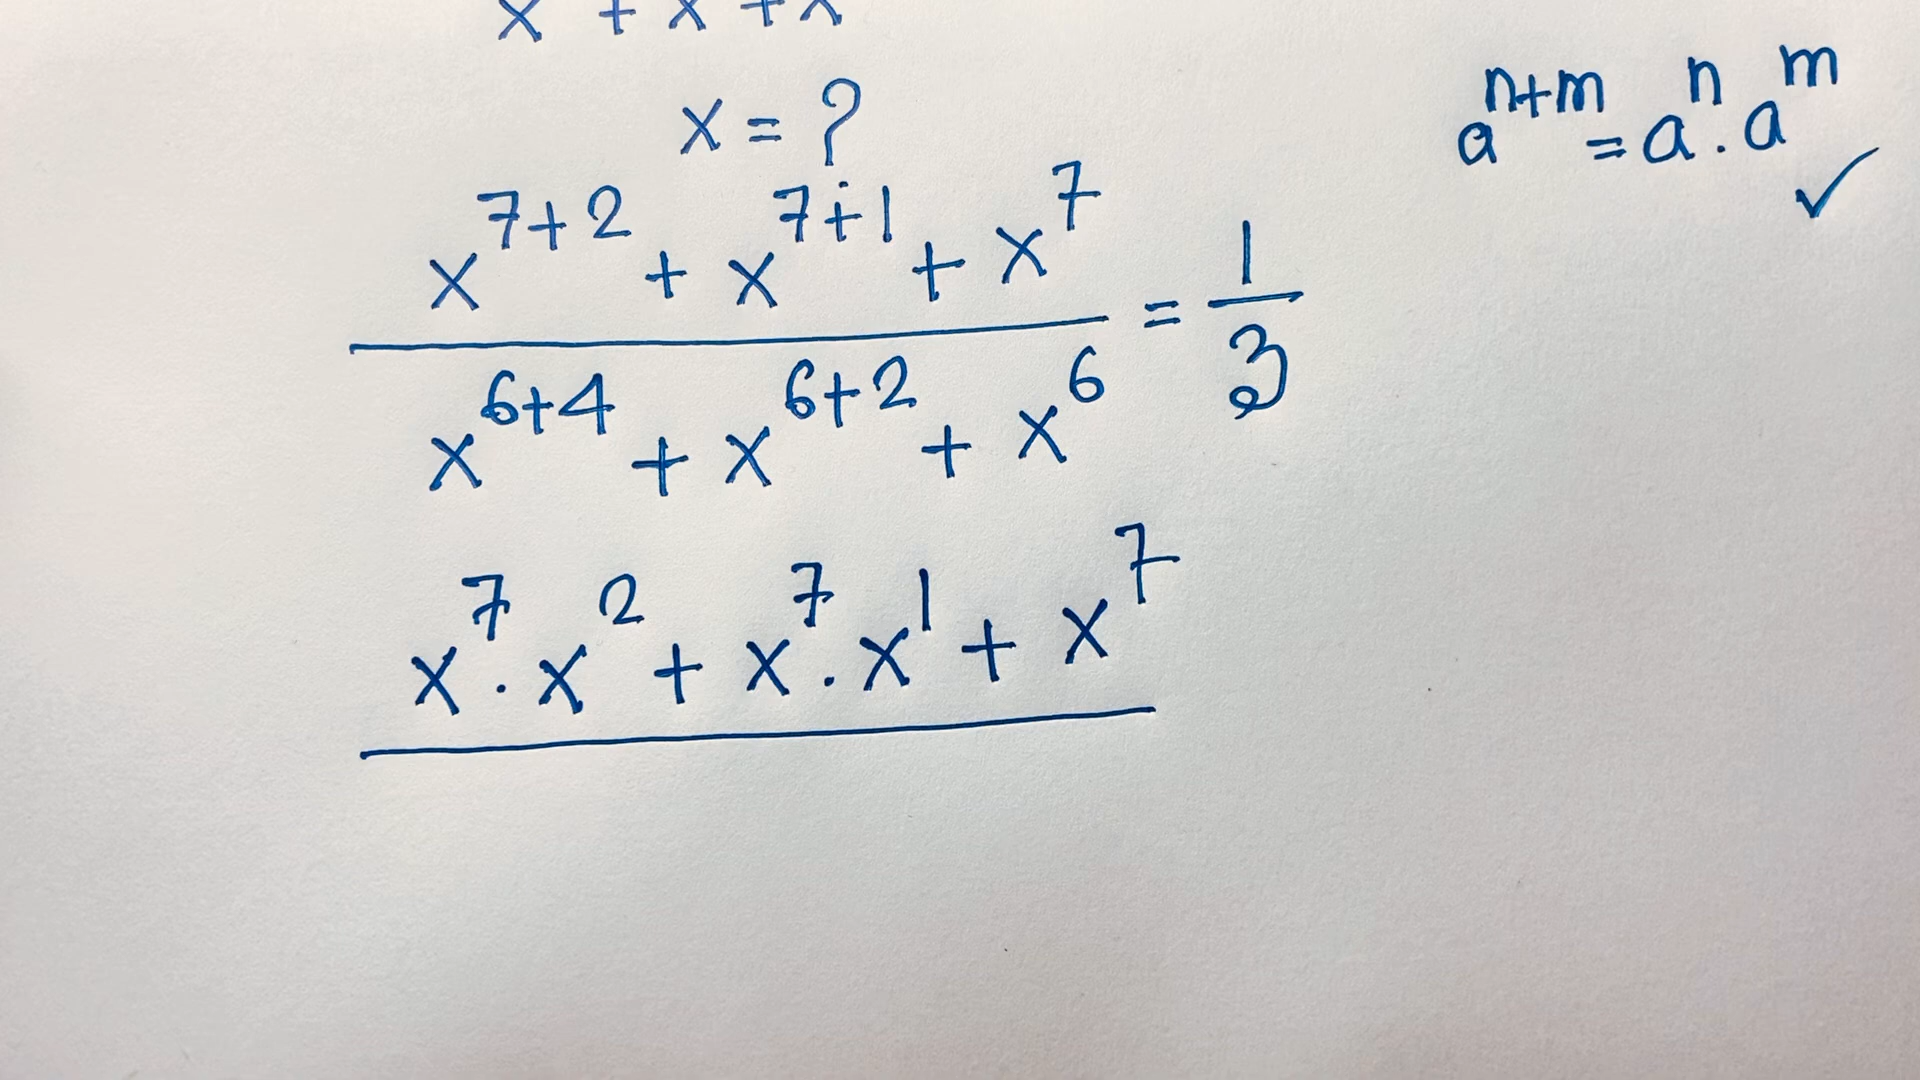 x + x + x
x = ?
x^{7+2} + x^{7+1} + x^7
= 1/3
x^{6+4} + x^{6+2} + x^6
x^7 . x^2 + x^7 . x^1 + x^7
a^{n+m} = a^n . a^m
✓